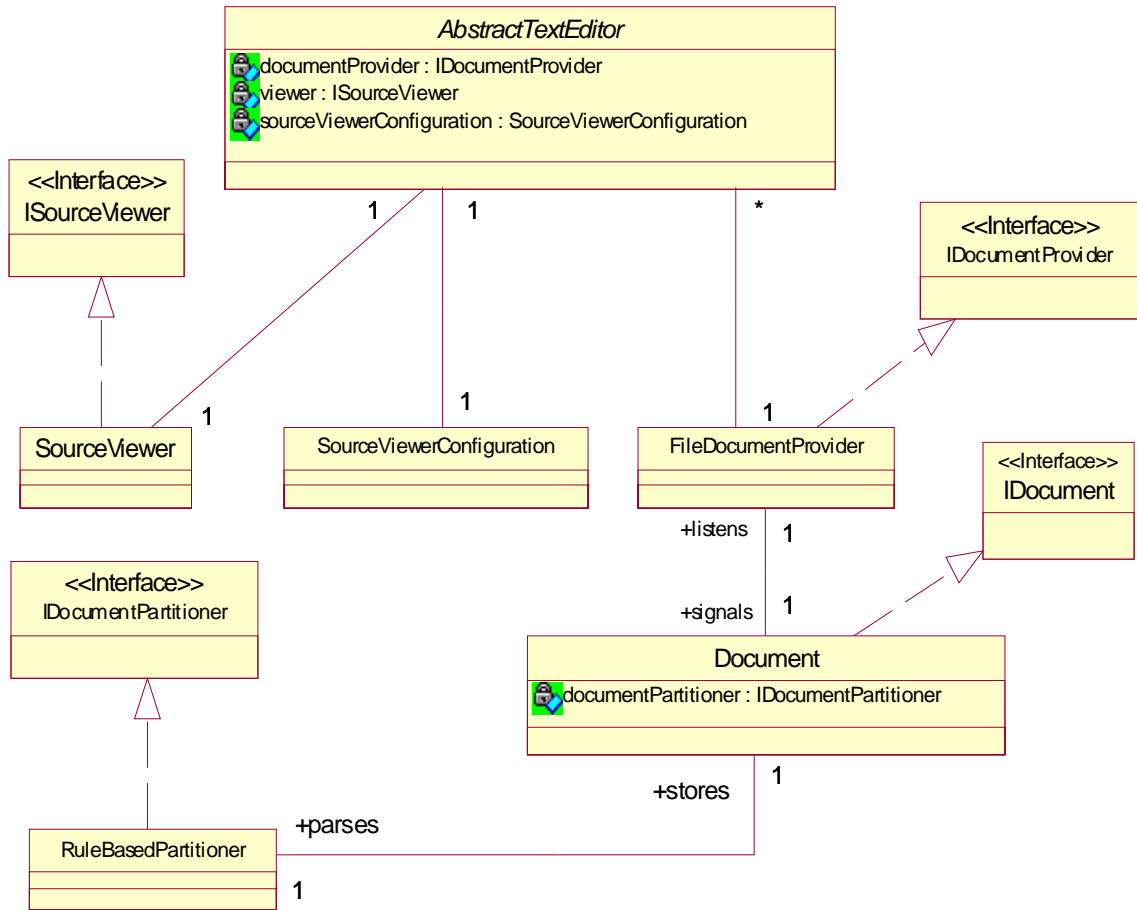 AbstractTextEditor
documentProvider : IDocumentProvider
viewer : ISourceViewer
sourceViewerConfiguration : SourceViewerConfiguration
<<Interface>>
ISourceViewer
1
1
*
<<Interface>>
IDocumentProvider
1
1
1
SourceViewer
SourceViewerConfiguration
FileDocumentProvider
<<Interface>>
IDocument
+listens
1
+signals
1
<<Interface>>
IDocumentPartitioner
Document
documentPartitioner : IDocumentPartitioner
+stores
1
+parses
RuleBasedPartitioner
1